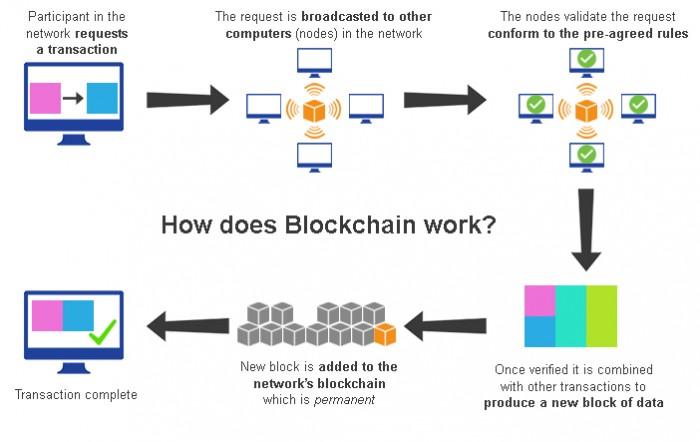 Participant in the
network requests
a transaction
The request is broadcasted to other
computers (nodes) in the network
The nodes validate the request
conform to the pre-agreed rules
How does Blockchain work?
Transaction complete
New block is added to the
network's blockchain
which is permanent
Once verified it is combined
with other transactions to
produce a new block of data